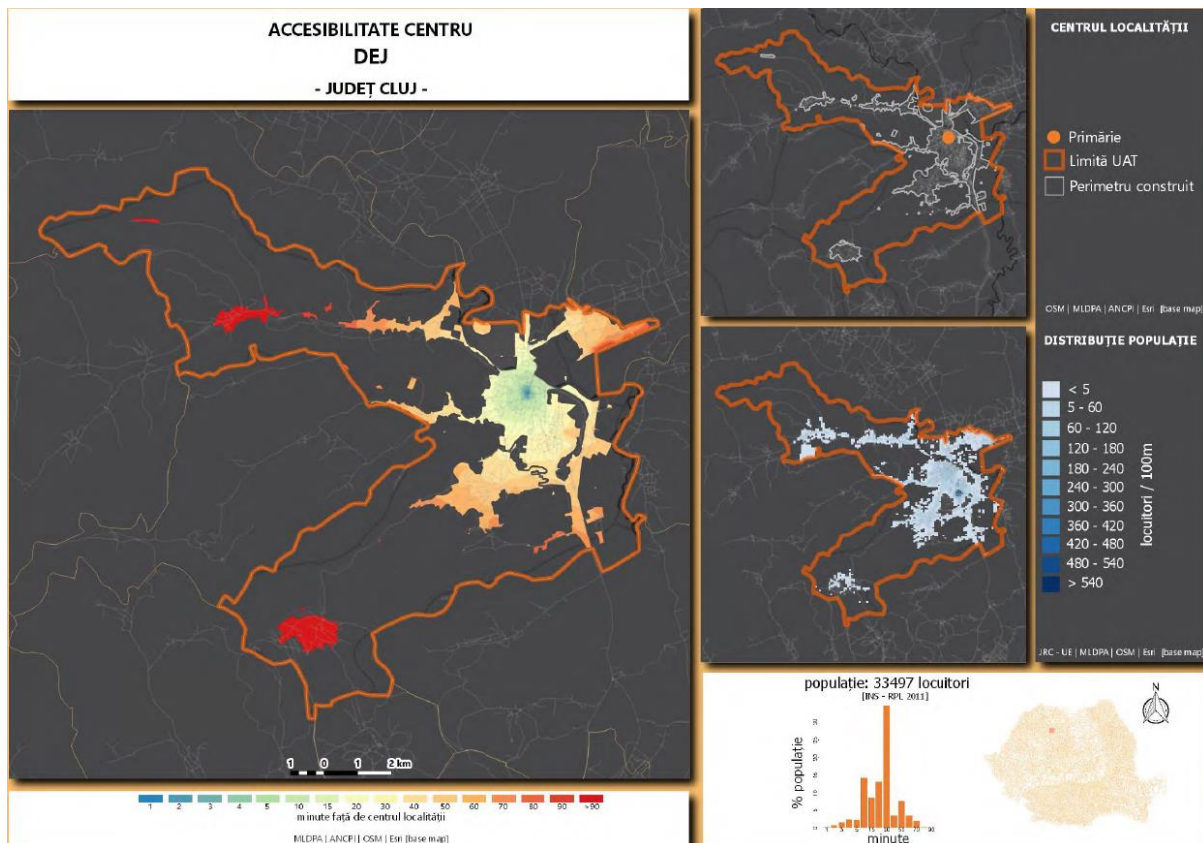 ACCESIBILITATE CENTRU
DEJ
- JUDEȚ CLUJ -
1 0 1 2 km
1 2 3 4 5 10 15 20 30 40 50 60 70 80 90 >90
minute față de centrul localității
MLDPA | ANCPI | OSM | Esri [base map]
CENTRUL LOCALITĂȚII
Primărie
Limită UAT
Perimetru construit
OSM | MLDPA | ANCPI | Esri [base map]
DISTRIBUȚIE POPULAȚIE
< 5
5 - 60
60 - 120
120 - 180
180 - 240
240 - 300
300 - 360
360 - 420
420 - 480
480 - 540
> 540
locuitori / 100m
JRC - UE | MLDPA | OSM | Esri [base map]
populație: 33497 locuitori
[INS - RPL 2011]
% populație
minute
N